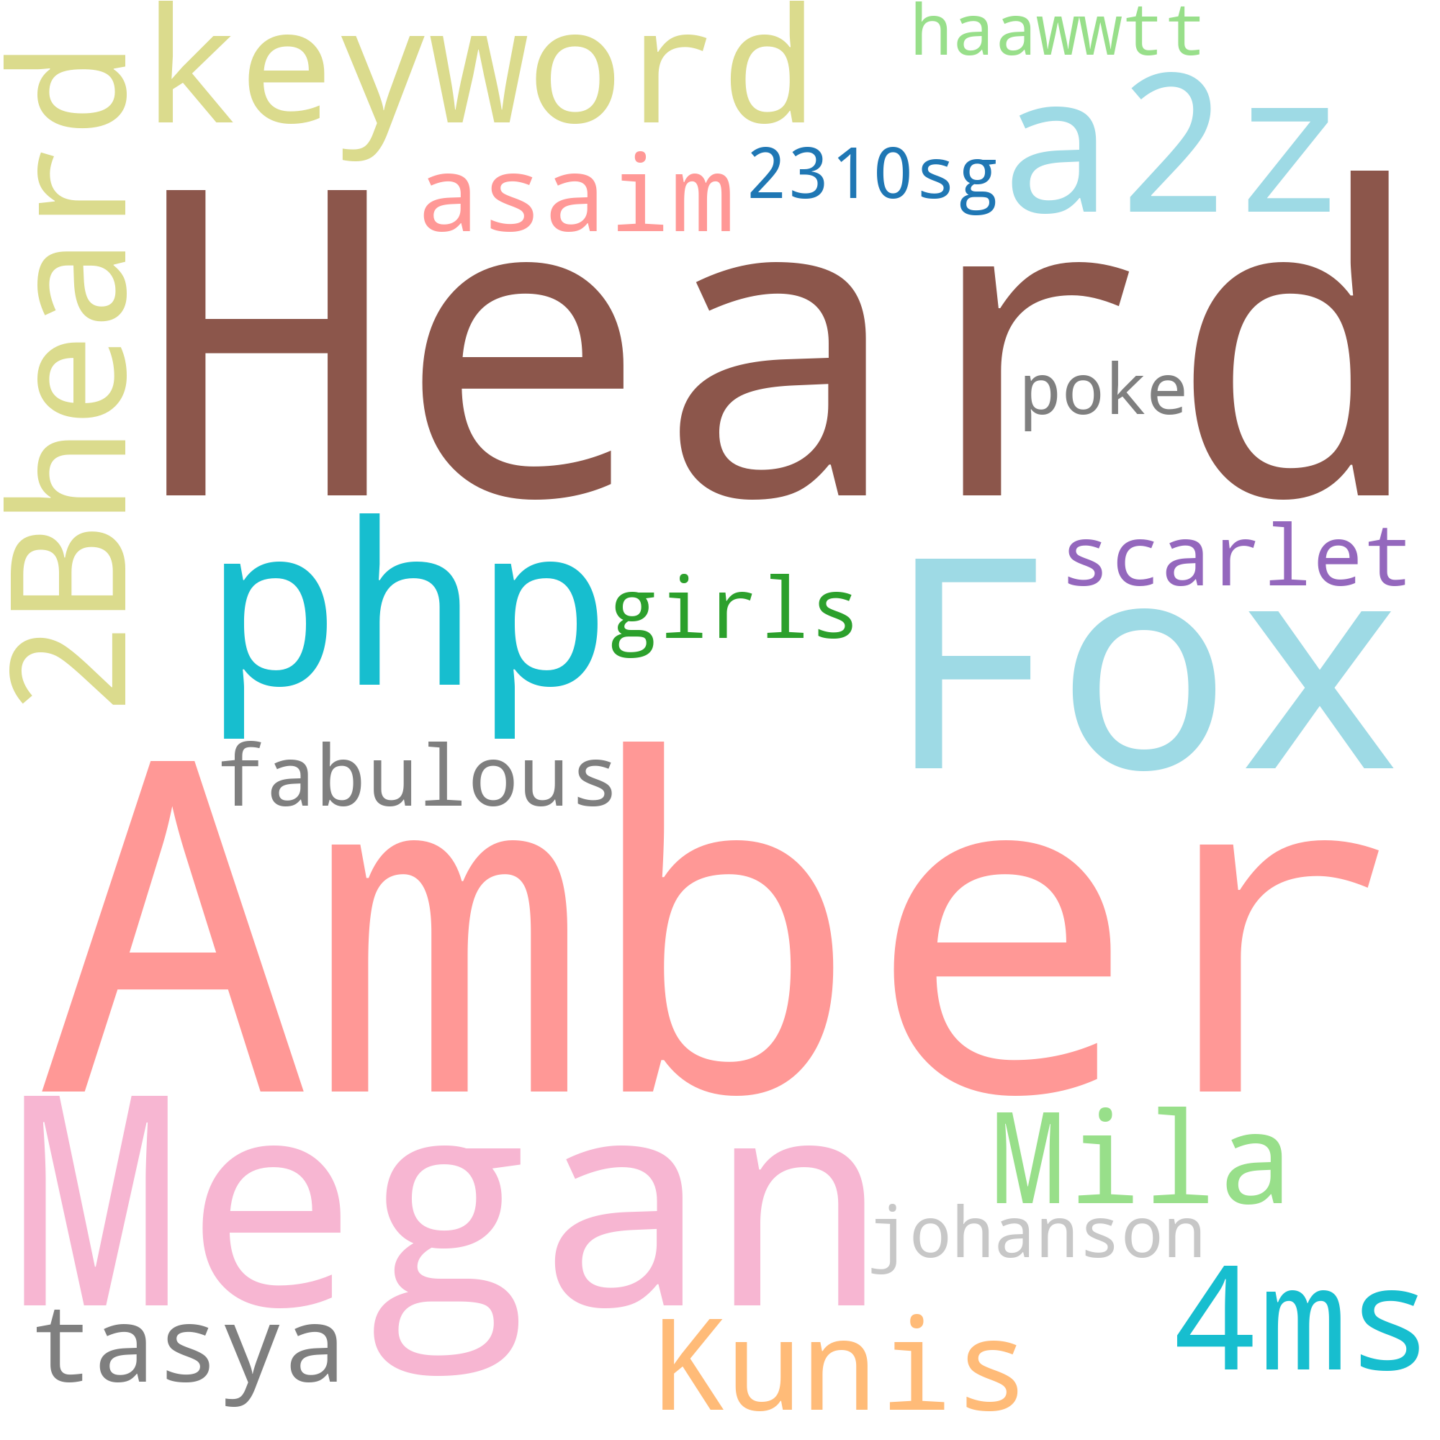 haawwtt
keyword
a2z
2Bheard
asaim
2310sg
Heard
poke
php
girls
scarlet
Fox
fabulous
Amber
Megan
Mila
johanson
4ms
tasya
Kunis